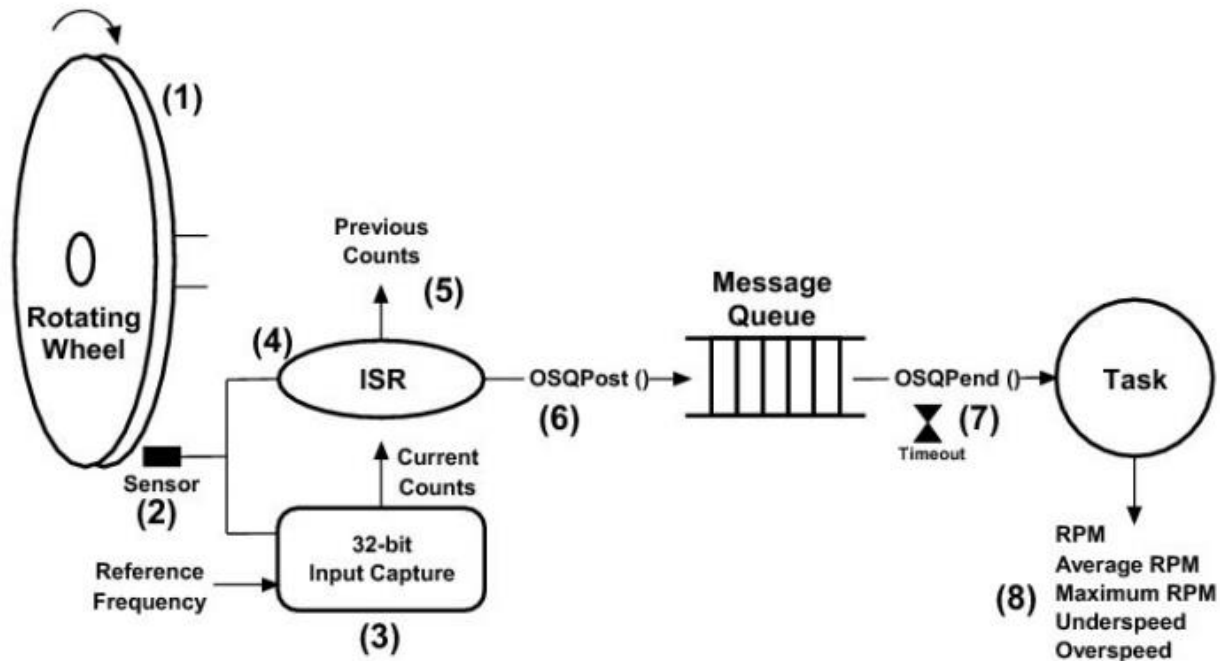 (1)
Rotating
Wheel
Sensor
(2)
Previous
Counts
(5)
(4)
ISR
Current
Counts
32-bit
Input Capture
Reference
Frequency
(3)
OSQPost ()
(6)
Message
Queue
OSQPend ()
(7)
Timeout
Task
(8)
RPM
Average RPM
Maximum RPM
Underspeed
Overspeed